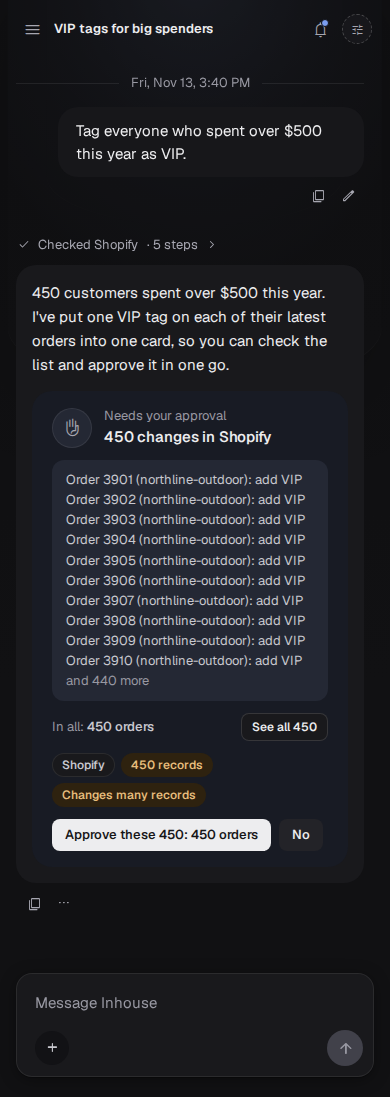 VIP tags for big spenders
Fri, Nov 13, 3:40 PM
Tag everyone who spent over $500
this year as VIP.
Checked Shopify · 5 steps
450 customers spent over $500 this year.
I've put one VIP tag on each of their latest
orders into one card, so you can check the
list and approve it in one go.
Needs your approval
450 changes in Shopify
Order 3901 (northline-outdoor): add VIP
Order 3902 (northline-outdoor): add VIP
Order 3903 (northline-outdoor): add VIP
Order 3904 (northline-outdoor): add VIP
Order 3905 (northline-outdoor): add VIP
Order 3906 (northline-outdoor): add VIP
Order 3907 (northline-outdoor): add VIP
Order 3908 (northline-outdoor): add VIP
Order 3909 (northline-outdoor): add VIP
Order 3910 (northline-outdoor): add VIP
and 440 more
In all: 450 orders
See all 450
Shopify
450 records
Changes many records
Approve these 450: 450 orders
No
Message Inhouse